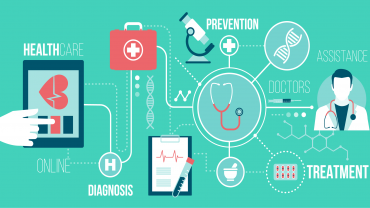 PREVENTION
HEALTHCARE
ASSISTANCE
DOCTORS
ONLINE
H
DIAGNOSIS
TREATMENT